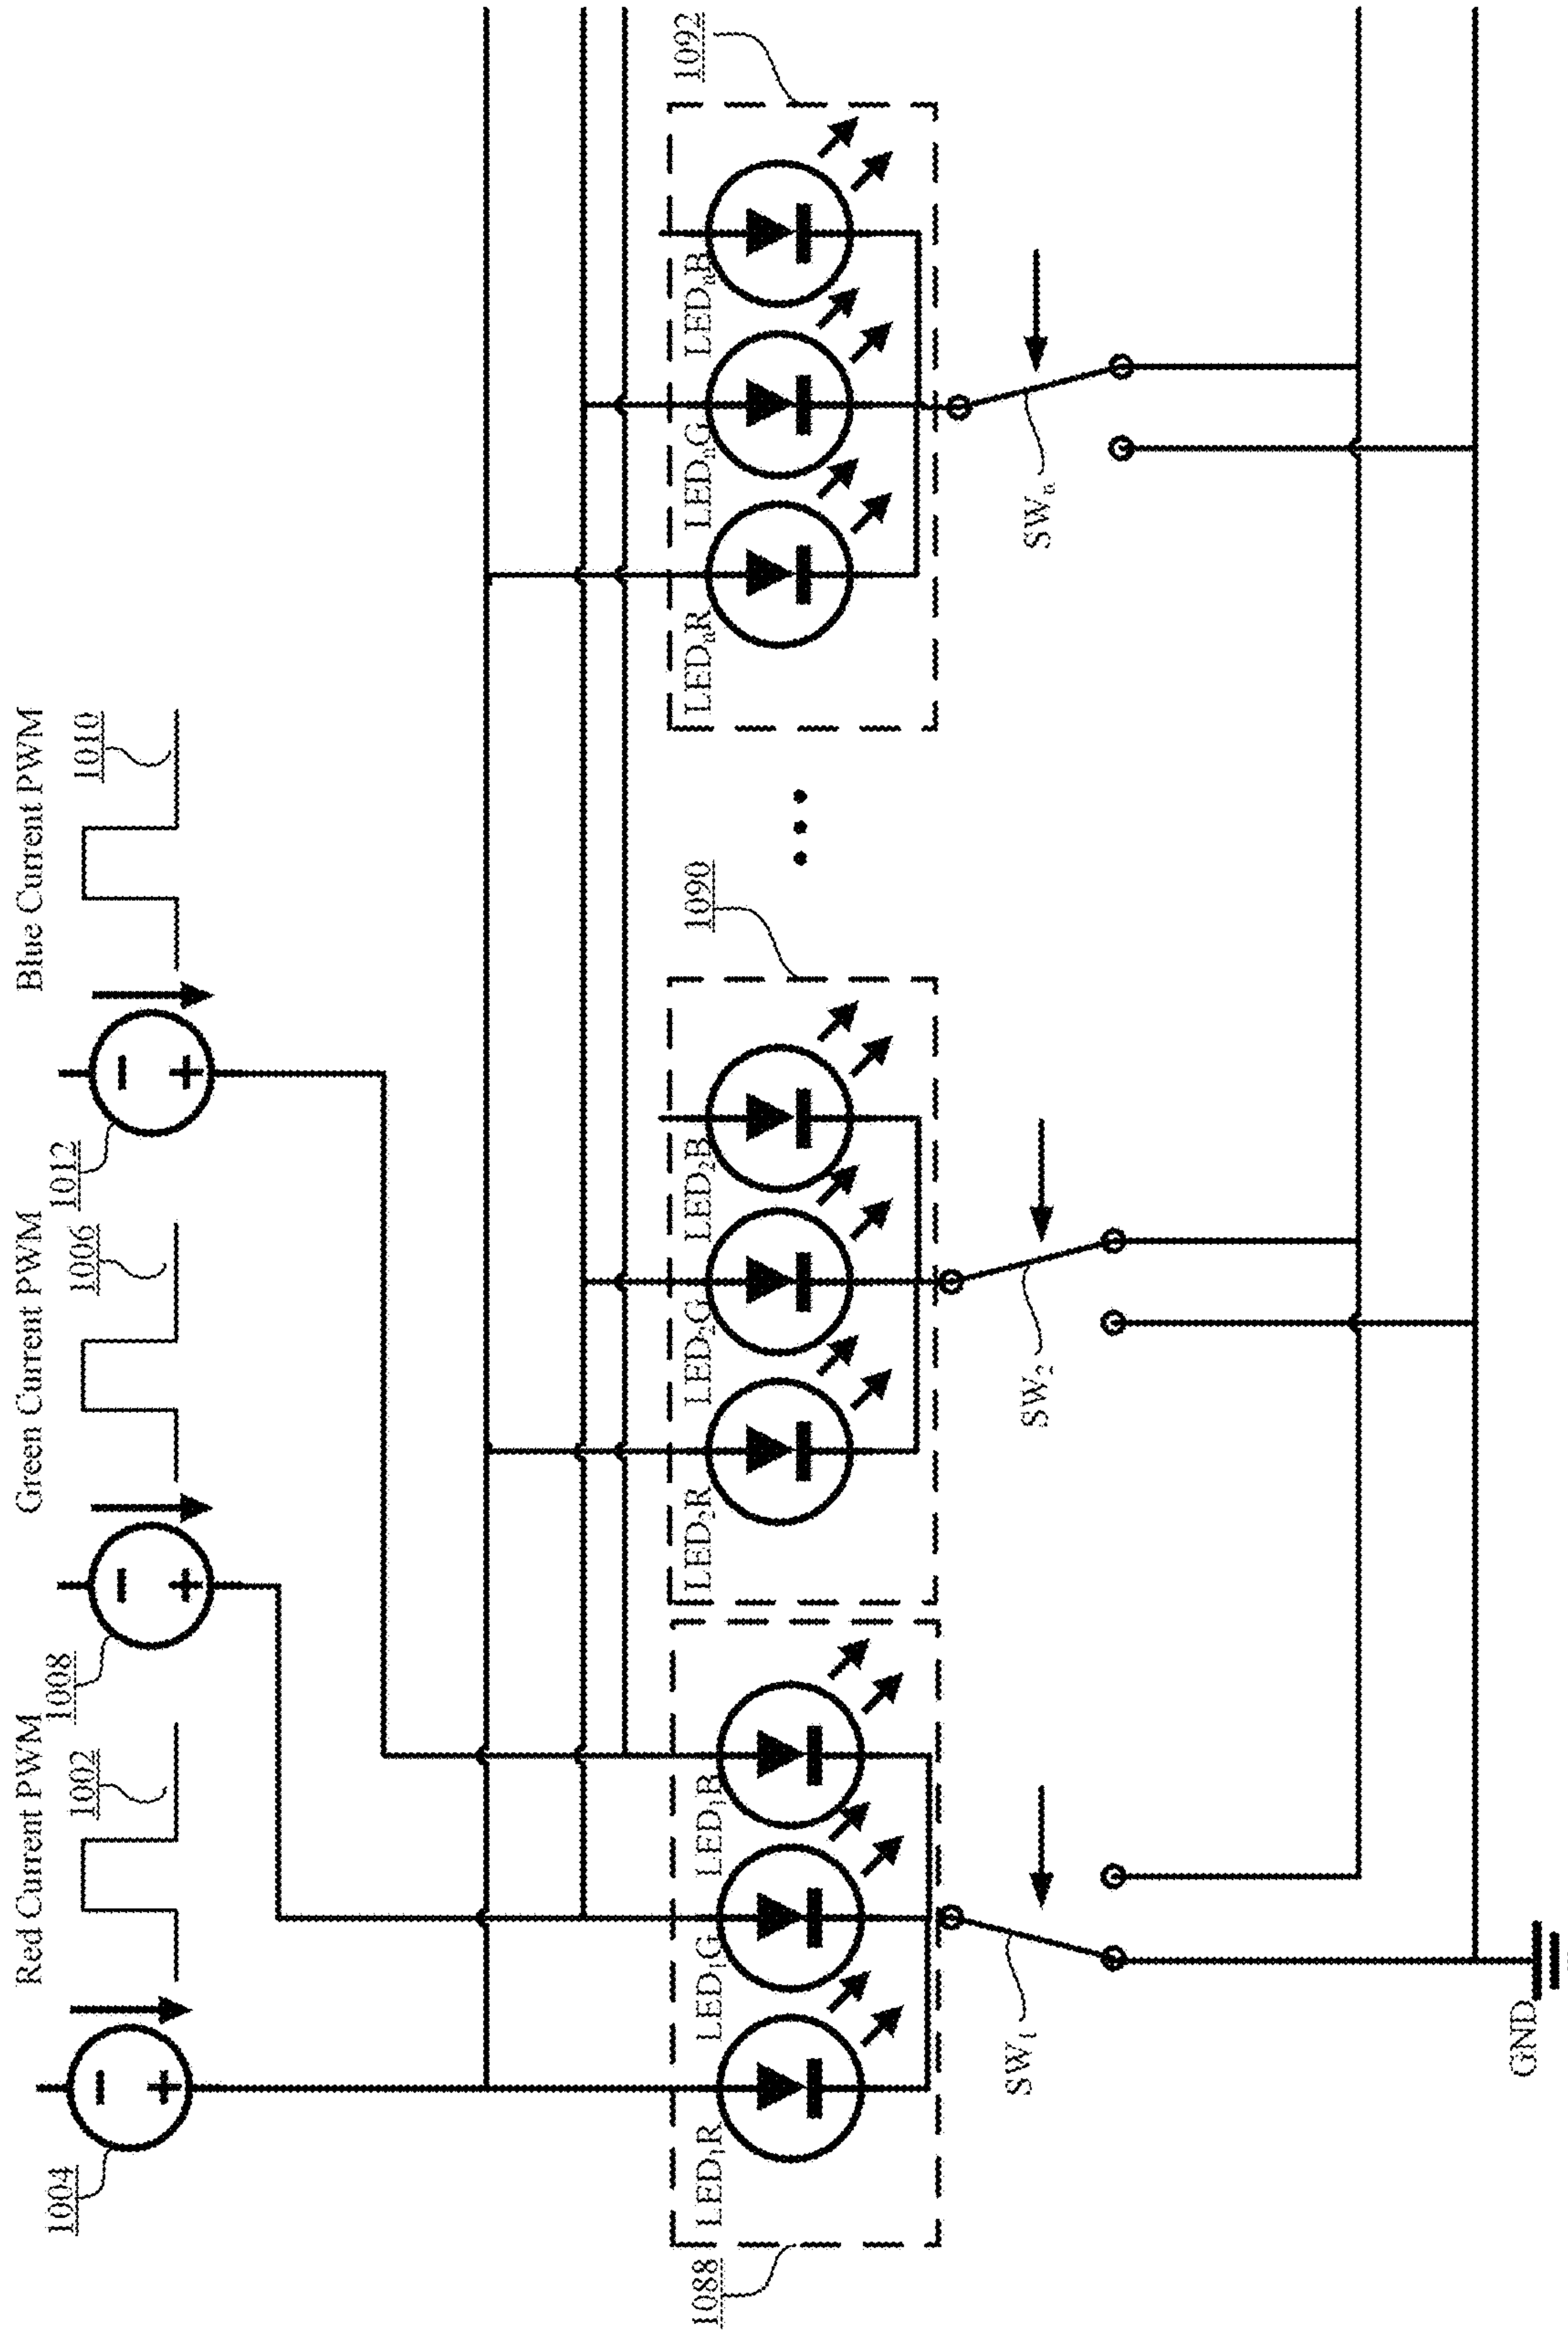 Red Current PWM
Green Current PWM
Blue Current PWM
1004
1002
1008
1006
1012
1010
− + − + − +
1088
1090
1092
LED₁R
LED₁G
LED₁B
LED₂R
LED₂G
LED₂B
• • •
LEDₙR
LEDₙG
LEDₙB
SW₁
SW₂
SWₙ
GND